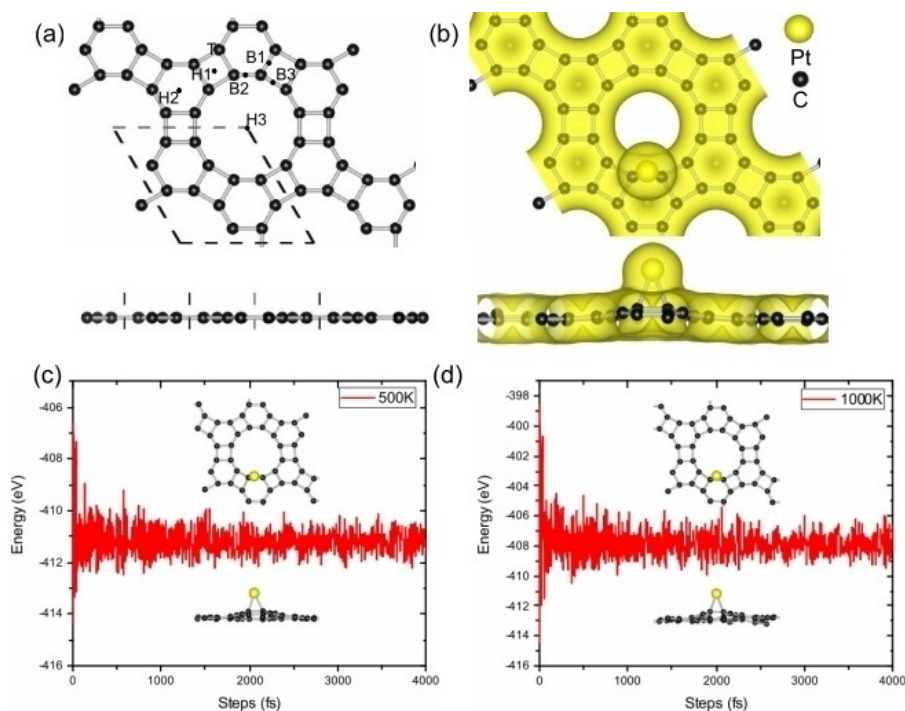 (a)
T
B1
H1
B2
B3
H2
H3
(b)
Pt
C
(c)
-406
-408
-410
-412
-414
-416
Energy (eV)
500K
0
1000
2000
3000
4000
Steps (fs)
(d)
-398
-400
-402
-404
-406
-408
-410
-412
-414
-416
Energy (eV)
1000K
0
1000
2000
3000
4000
Steps (fs)